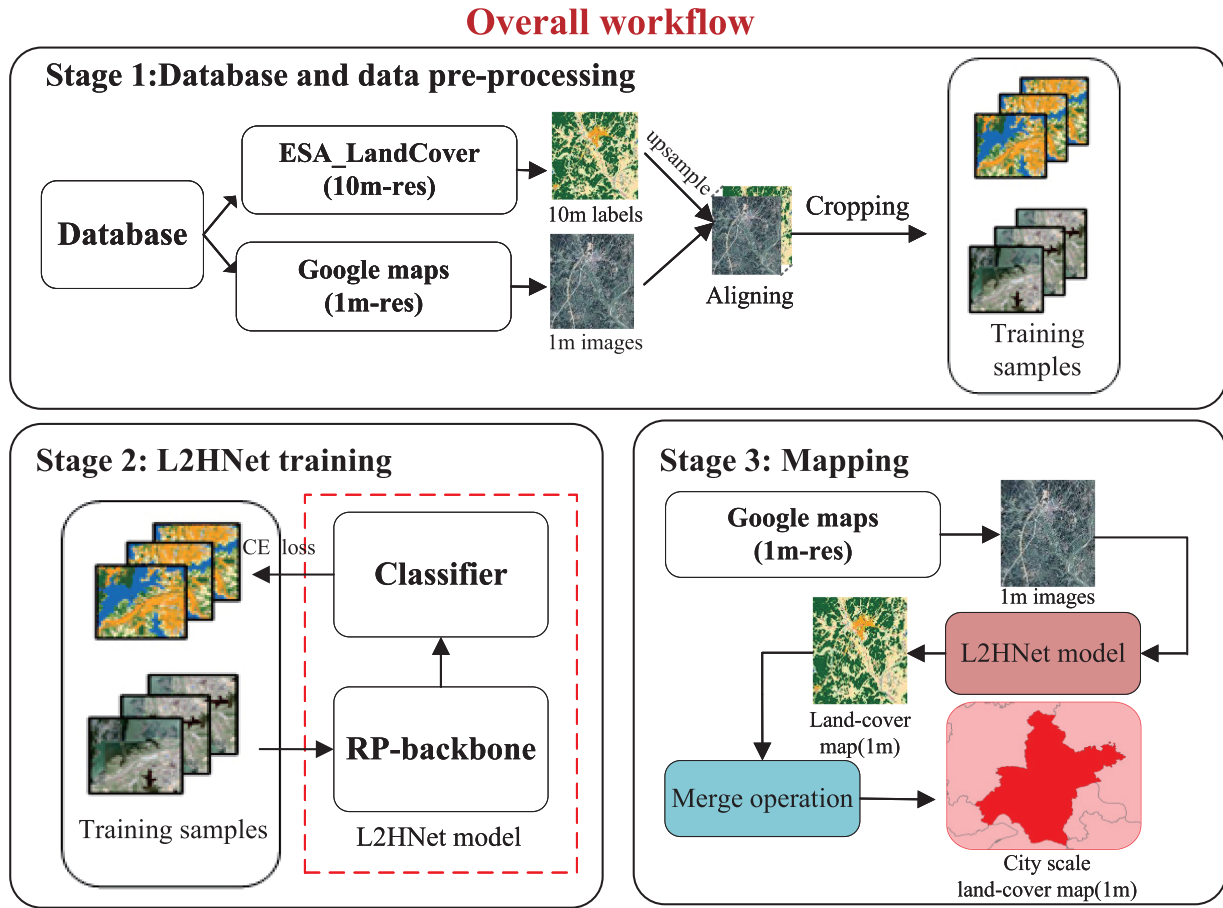 Overall workflow
Stage 1:Database and data pre-processing
Database
ESA_LandCover
(10m-res)
Google maps
(1m-res)
10m labels
1m images
upsample
Aligning
Cropping
Training
samples
Stage 2: L2HNet training
CE loss
Classifier
RP-backbone
Training samples
L2HNet model
Stage 3: Mapping
Google maps
(1m-res)
1m images
L2HNet model
Land-cover
map(1m)
Merge operation
City scale
land-cover map(1m)